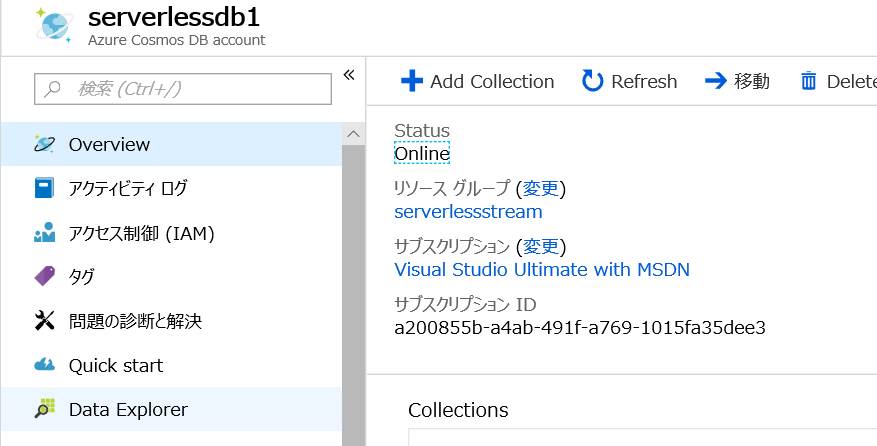 serverlessdb1
Azure Cosmos DB account
検索 (Ctrl+/)
«
Overview
アクティビティ ログ
アクセス制御 (IAM)
タグ
問題の診断と解決
Quick start
Data Explorer
Add Collection Refresh 移動 Delete
Status
Online
リソース グループ (変更)
serverlessstream
サブスクリプション (変更)
Visual Studio Ultimate with MSDN
サブスクリプション ID
a200855b-a4ab-491f-a769-1015fa35dee3
Collections